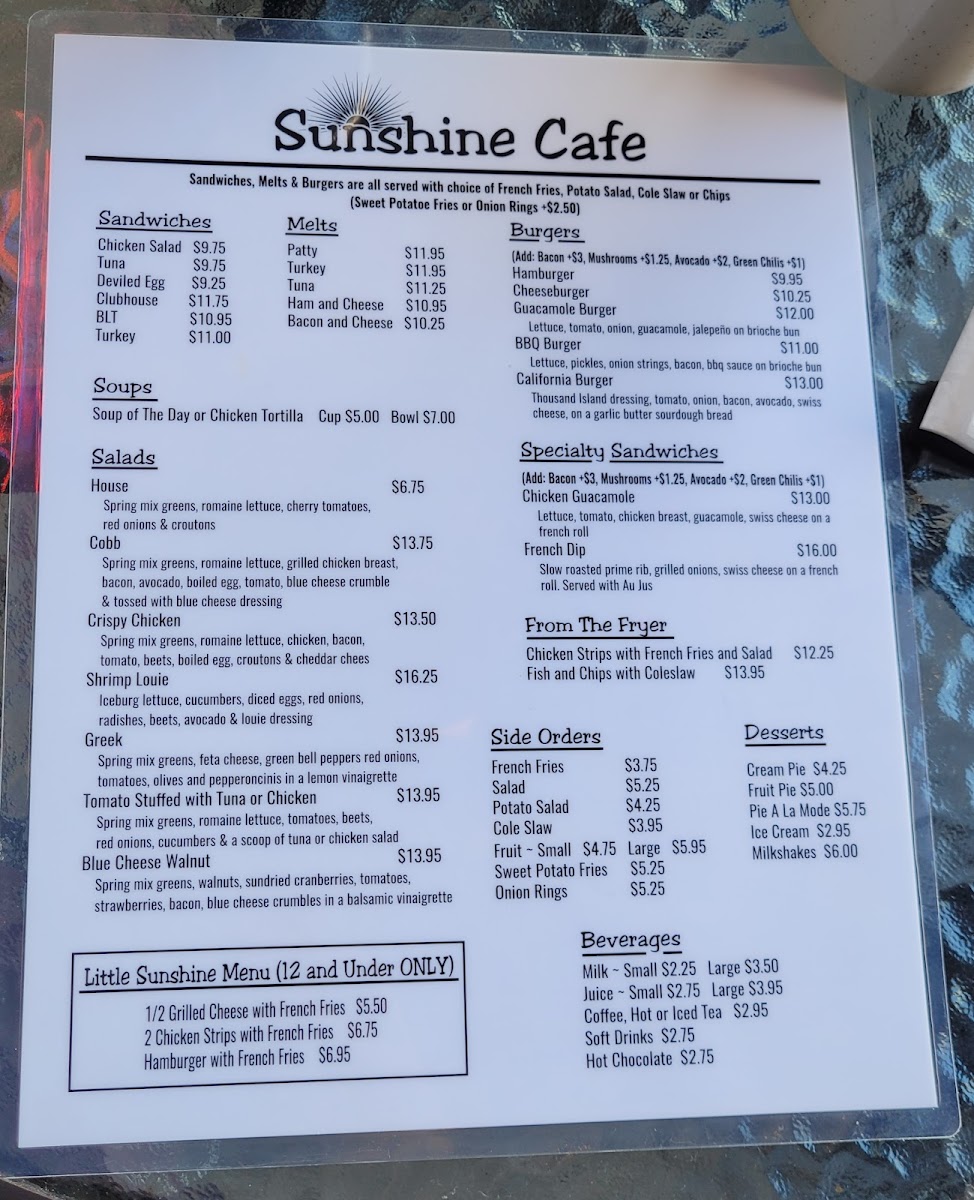 Sunshine Cafe
Sandwiches, Melts & Burgers are all served with choice of French Fries, Potato Salad, Cole Slaw or Chips
(Sweet Potatoe Fries or Onion Rings +$2.50)
Sandwiches
Chicken Salad $9.75
Tuna $9.75
Deviled Egg $9.25
Clubhouse $11.75
BLT $10.95
Turkey $11.00
Melts
Patty $11.95
Turkey $11.95
Tuna $11.25
Ham and Cheese $10.95
Bacon and Cheese $10.25
Soups
Soup of The Day or Chicken Tortilla Cup $5.00 Bowl $7.00
Salads
House $6.75
Spring mix greens, romaine lettuce, cherry tomatoes,
red onions & croutons
Cobb $13.75
Spring mix greens, romaine lettuce, grilled chicken breast,
bacon, avocado, boiled egg, tomato, blue cheese crumble
& tossed with blue cheese dressing
Crispy Chicken $13.50
Spring mix greens, romaine lettuce, chicken, bacon,
tomato, beets, boiled egg, croutons & cheddar chees
Shrimp Louie $16.25
Iceburg lettuce, cucumbers, diced eggs, red onions,
radishes, beets, avocado & louie dressing
Greek $13.95
Spring mix greens, feta cheese, green bell peppers red onions,
tomatoes, olives and pepperoncinis in a lemon vinaigrette
Tomato Stuffed with Tuna or Chicken $13.95
Spring mix greens, romaine lettuce, tomatoes, beets,
red onions, cucumbers & a scoop of tuna or chicken salad
Blue Cheese Walnut $13.95
Spring mix greens, walnuts, sundried cranberries, tomatoes,
strawberries, bacon, blue cheese crumbles in a balsamic vinaigrette
Little Sunshine Menu (12 and Under ONLY)
1/2 Grilled Cheese with French Fries $5.50
2 Chicken Strips with French Fries $6.75
Hamburger with French Fries $6.95
Burgers
(Add: Bacon +$3, Mushrooms +$1.25, Avocado +$2, Green Chilis +$1)
Hamburger $9.95
Cheeseburger $10.25
Guacamole Burger $12.00
Lettuce, tomato, onion, guacamole, jalepeño on brioche bun
BBQ Burger $11.00
Lettuce, pickles, onion strings, bacon, bbq sauce on brioche bun
California Burger $13.00
Thousand Island dressing, tomato, onion, bacon, avocado, swiss
cheese, on a garlic butter sourdough bread
Specialty Sandwiches
(Add: Bacon +$3, Mushrooms +$1.25, Avocado +$2, Green Chilis +$1)
Chicken Guacamole $13.00
Lettuce, tomato, chicken breast, guacamole, swiss cheese on a
french roll
French Dip $16.00
Slow roasted prime rib, grilled onions, swiss cheese on a french
roll. Served with Au Jus
From The Fryer
Chicken Strips with French Fries and Salad $12.25
Fish and Chips with Coleslaw $13.95
Side Orders
French Fries $3.75
Salad $5.25
Potato Salad $4.25
Cole Slaw $3.95
Fruit ~ Small $4.75 Large $5.95
Sweet Potato Fries $5.25
Onion Rings $5.25
Desserts
Cream Pie $4.25
Fruit Pie $5.00
Pie A La Mode $5.75
Ice Cream $2.95
Milkshakes $6.00
Beverages
Milk ~ Small $2.25 Large $3.50
Juice ~ Small $2.75 Large $3.95
Coffee, Hot or Iced Tea $2.95
Soft Drinks $2.75
Hot Chocolate $2.75